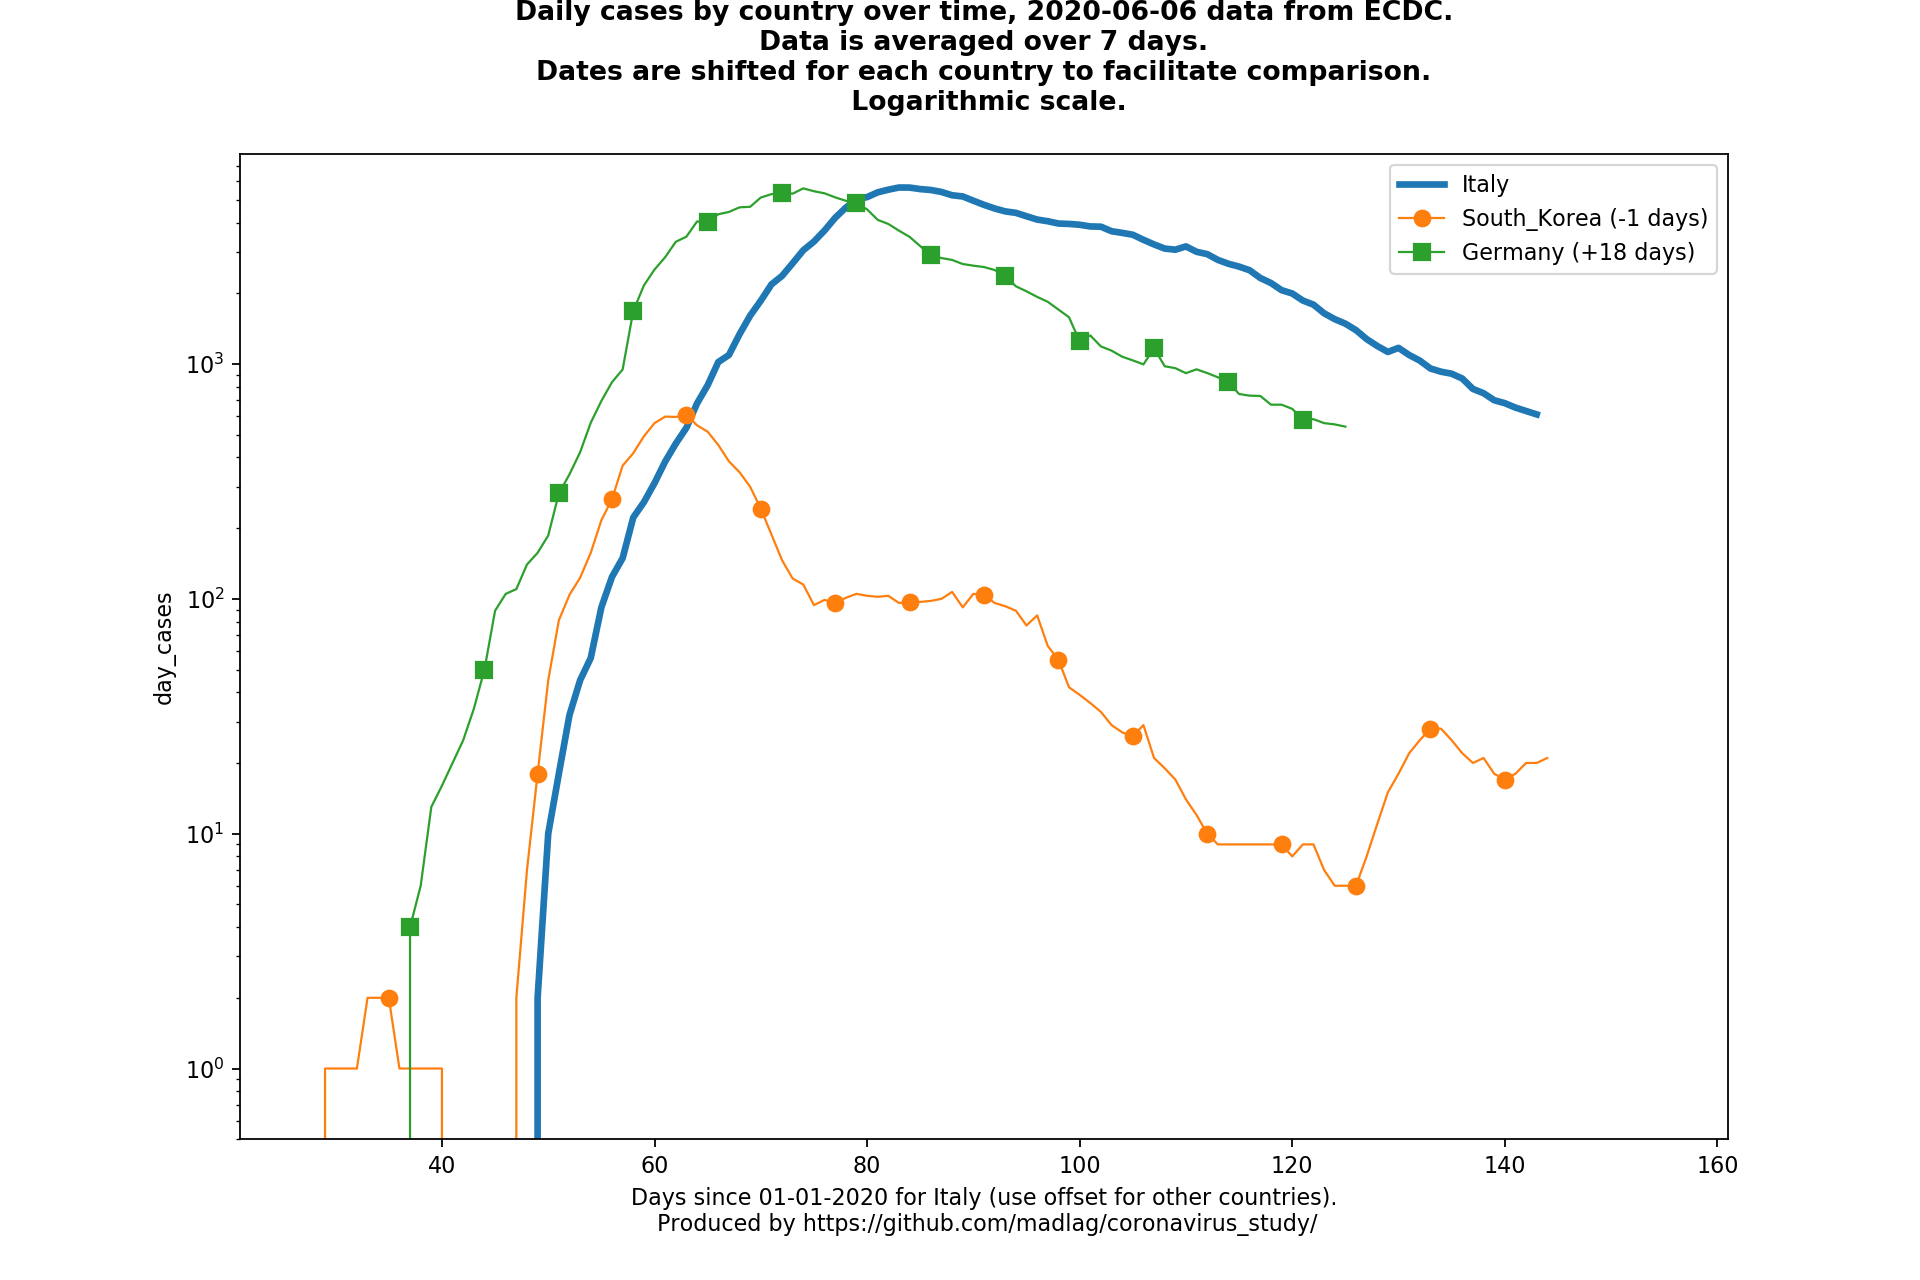 Daily cases by country over time, 2020-06-06 data from ECDC.
Data is averaged over 7 days.
Dates are shifted for each country to facilitate comparison.
Logarithmic scale.
Italy
South_Korea (-1 days)
Germany (+18 days)
10³
10²
10¹
10⁰
day_cases
40 60 80 100 120 140 160
Days since 01-01-2020 for Italy (use offset for other countries).
Produced by https://github.com/madlag/coronavirus_study/